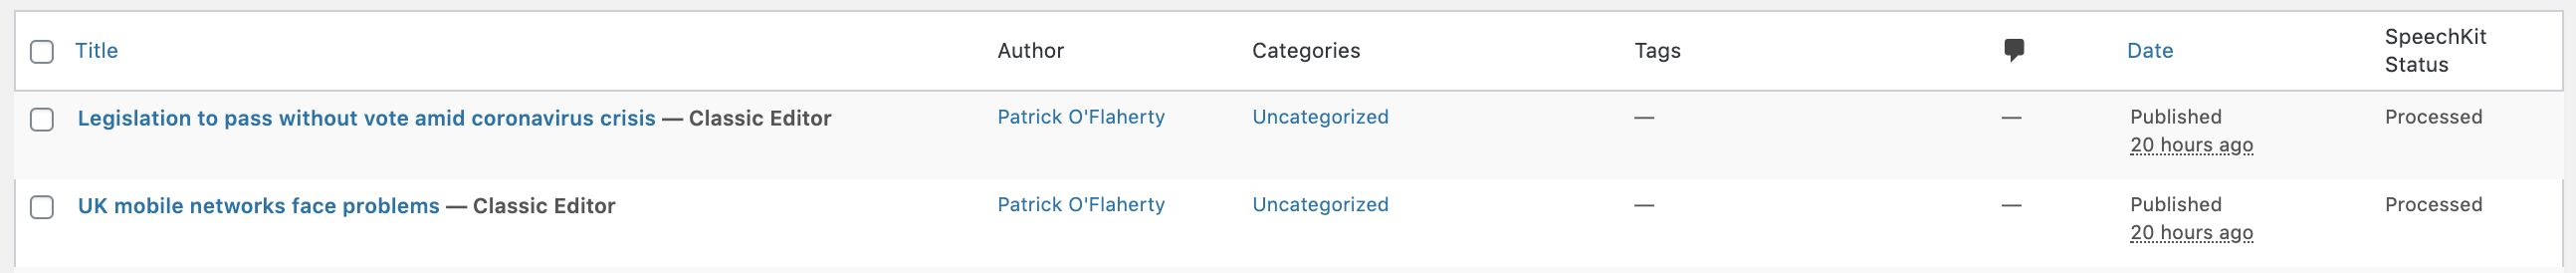 Title Author Categories Tags Date SpeechKit Status
Legislation to pass without vote amid coronavirus crisis — Classic Editor Patrick O'Flaherty Uncategorized — — Published Processed
20 hours ago
UK mobile networks face problems — Classic Editor Patrick O'Flaherty Uncategorized — — Published Processed
20 hours ago